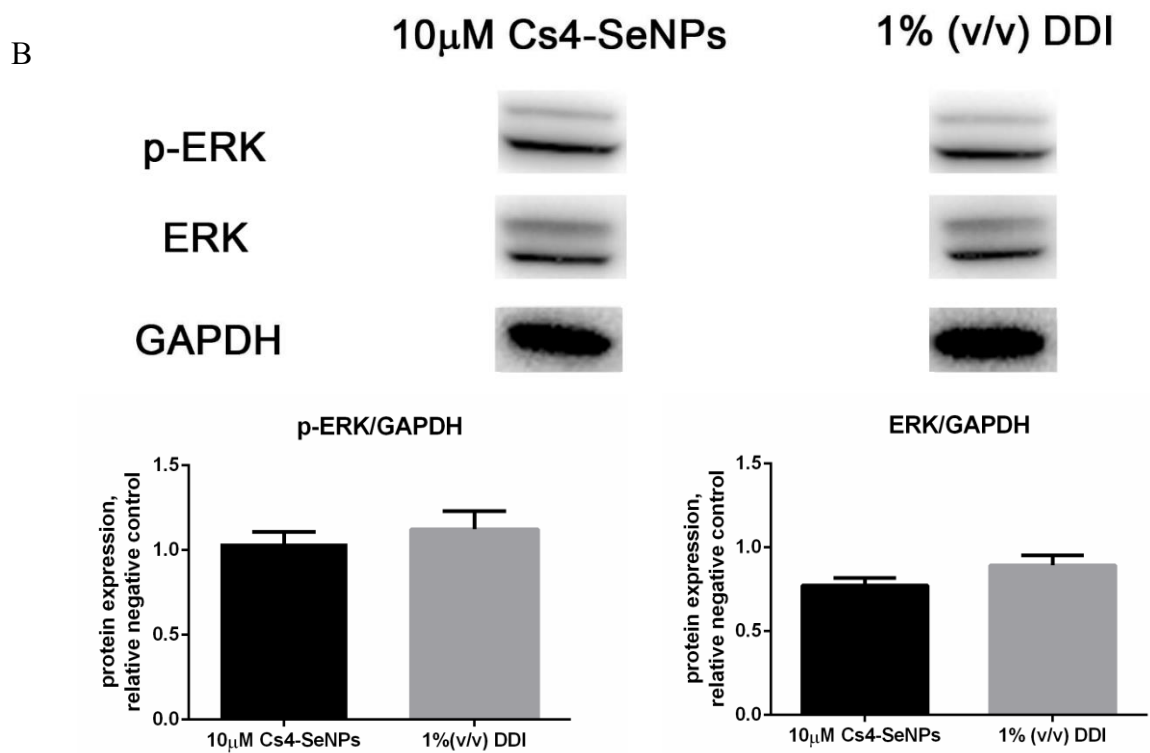 B
10μM Cs4-SeNPs
1% (v/v) DDI
p-ERK
ERK
GAPDH
p-ERK/GAPDH
protein expression,
relative negative control
1.5
1.0
0.5
0.0
10μM Cs4-SeNPs
1%(v/v) DDI
ERK/GAPDH
protein expression,
relative negative control
1.5
1.0
0.5
0.0
10μM Cs4-SeNPs
1% (v/v) DDI